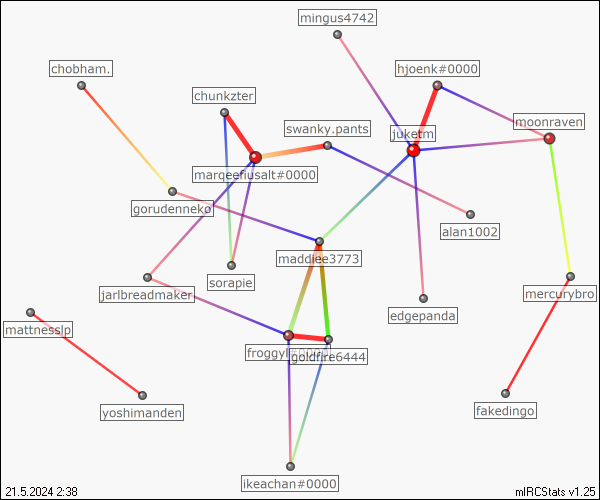 mingus4742
chobham.
hjoenk#0000
chunkzter
moonraven
swanky.pants
juketm
marqeefiusalt#0000
gorudenneko
alan1002
maddiee3773
sorapie
jarlbreadmaker
mercurybro
edgepanda
mattnesslp
goldfire6444
yoshimanden
fakedingo
ikeachan#0000
21.5.2024 2:38
mIRCStats v1.25